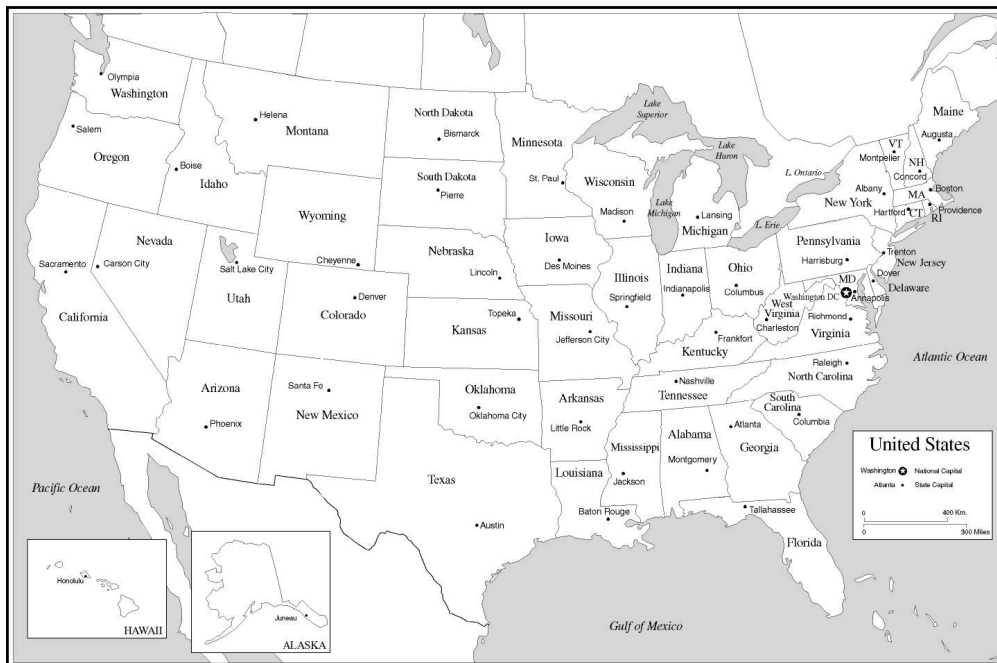 Olympia
Washington
Salem
Oregon
Helena
Montana
Boise
Idaho
Wyoming
Cheyenne
Nevada
Sacramento
Carson City
California
Salt Lake City
Utah
Denver
Colorado
Arizona
Phoenix
Santa Fe
New Mexico
North Dakota
Bismarck
South Dakota
Pierre
Nebraska
Lincoln
Topeka
Kansas
Oklahoma
Oklahoma City
Texas
Austin
Minnesota
St. Paul
Iowa
Des Moines
Missouri
Jefferson City
Arkansas
Little Rock
Louisiana
Baton Rouge
Wisconsin
Madison
Illinois
Springfield
Lake
Superior
Lake
Michigan
Lake
Huron
L. Ontario
L. Erie
Lansing
Michigan
Indiana
Indianapolis
Ohio
Columbus
Kentucky
Frankfort
Nashville
Tennessee
Mississippi
Jackson
Alabama
Montgomery
Atlanta
Georgia
Tallahassee
Florida
South
Carolina
Columbia
Raleigh
North Carolina
West
Virginia
Charleston
Richmond
Virginia
Washington DC
MD
Annapolis
Dover
Delaware
Pennsylvania
Harrisburg
Trenton
New Jersey
Albany
New York
VT
Montpelier
NH
Concord
Maine
Augusta
Boston
MA
Hartford
CT
Providence
RI
Atlantic Ocean
Pacific Ocean
Gulf of Mexico
Honolulu
HAWAII
Juneau
ALASKA
United States
Washington National Capital
Atlanta State Capital
0 400 Km.
0 300 Miles